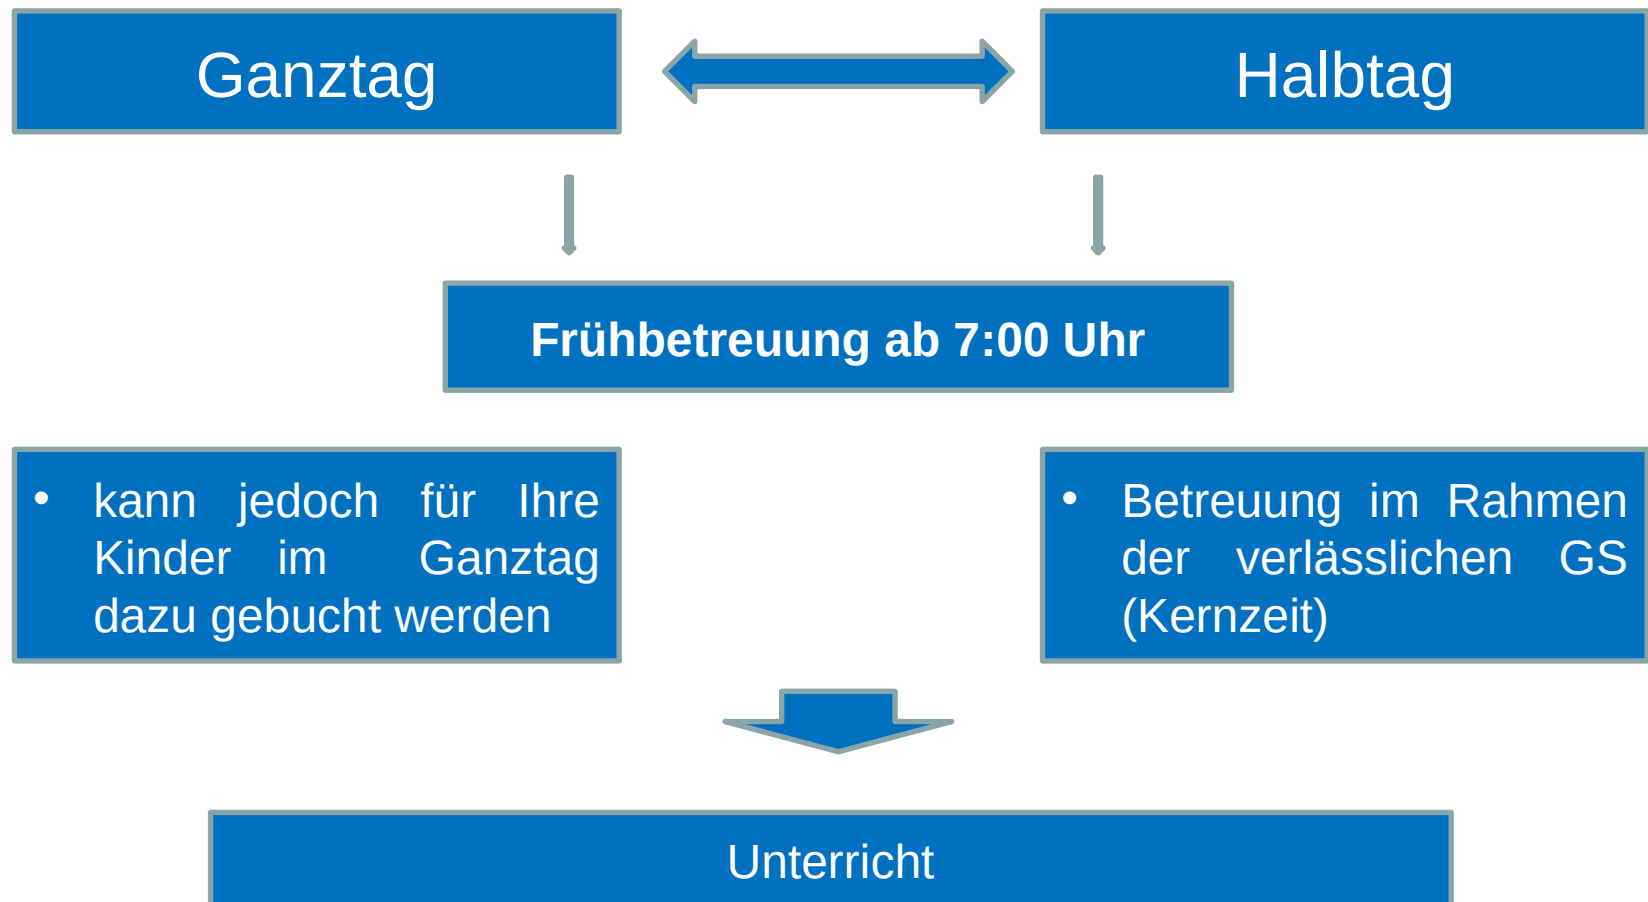 Ganztag
Halbtag
Frühbetreuung ab 7:00 Uhr
• kann jedoch für Ihre
Kinder im Ganztag
dazu gebucht werden
• Betreuung im Rahmen
der verlässlichen GS
(Kernzeit)
Unterricht